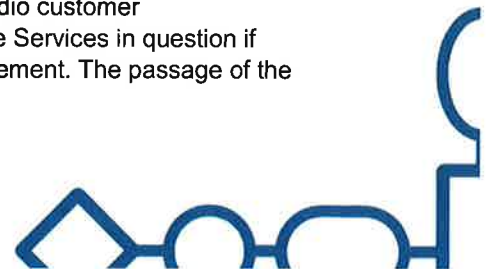 dio customer
e Services in question if
ement. The passage of the